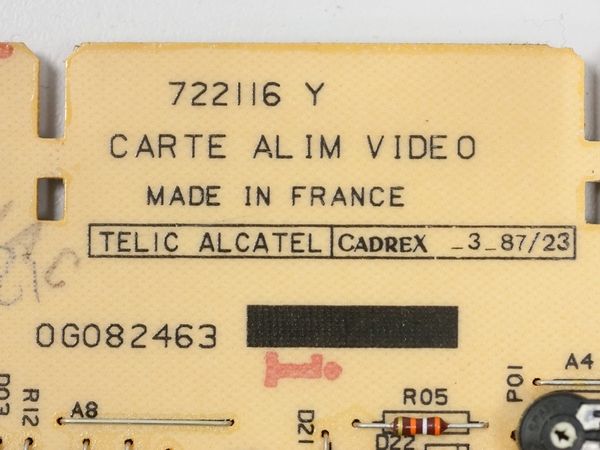 722116 Y
CARTE ALIM VIDEO
MADE IN FRANCE
TELIC ALCATEL CADREX _3_87/23
0G082463
i
A4
P01
R05
A8
D03
R12
D21
D22